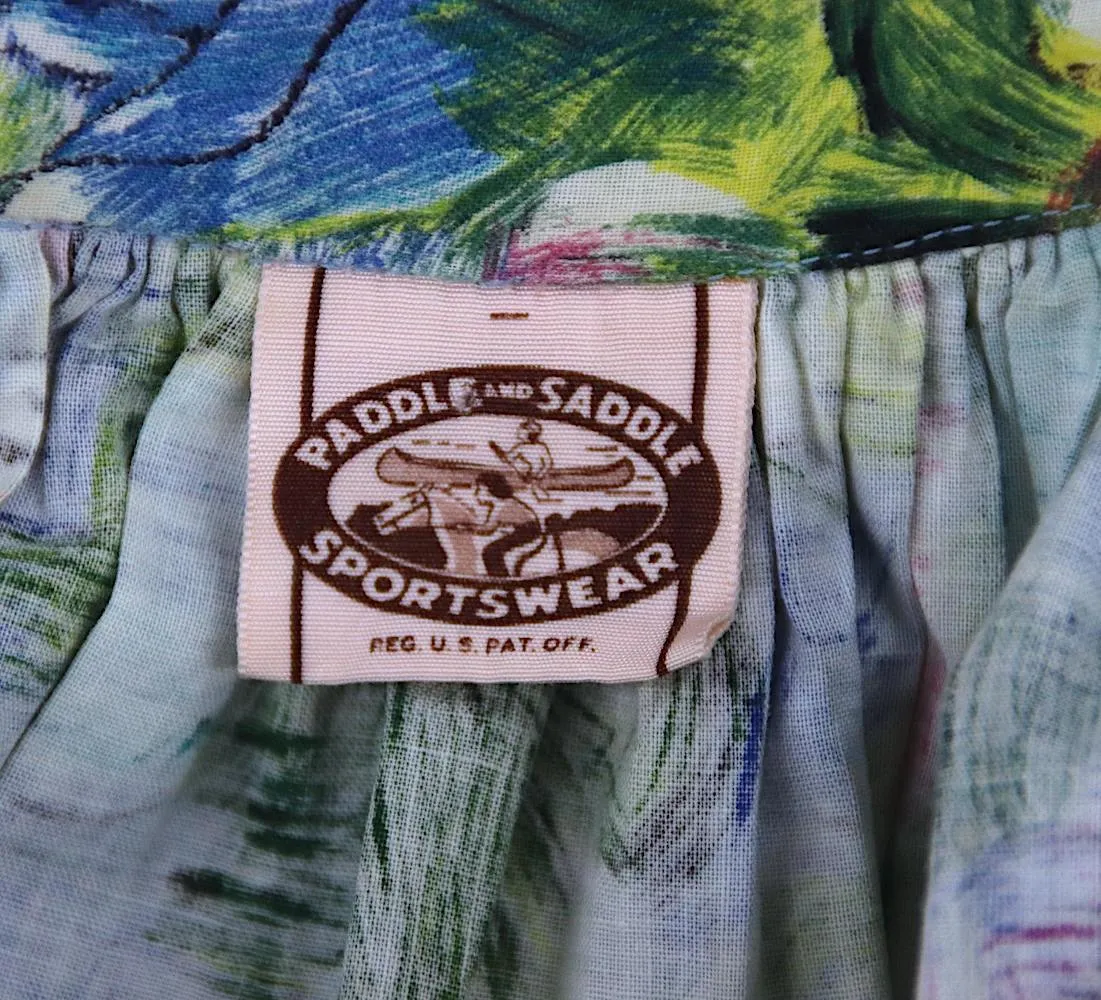 PADDLE AND SADDLE
SPORTSWEAR
REG. U. S. PAT. OFF.